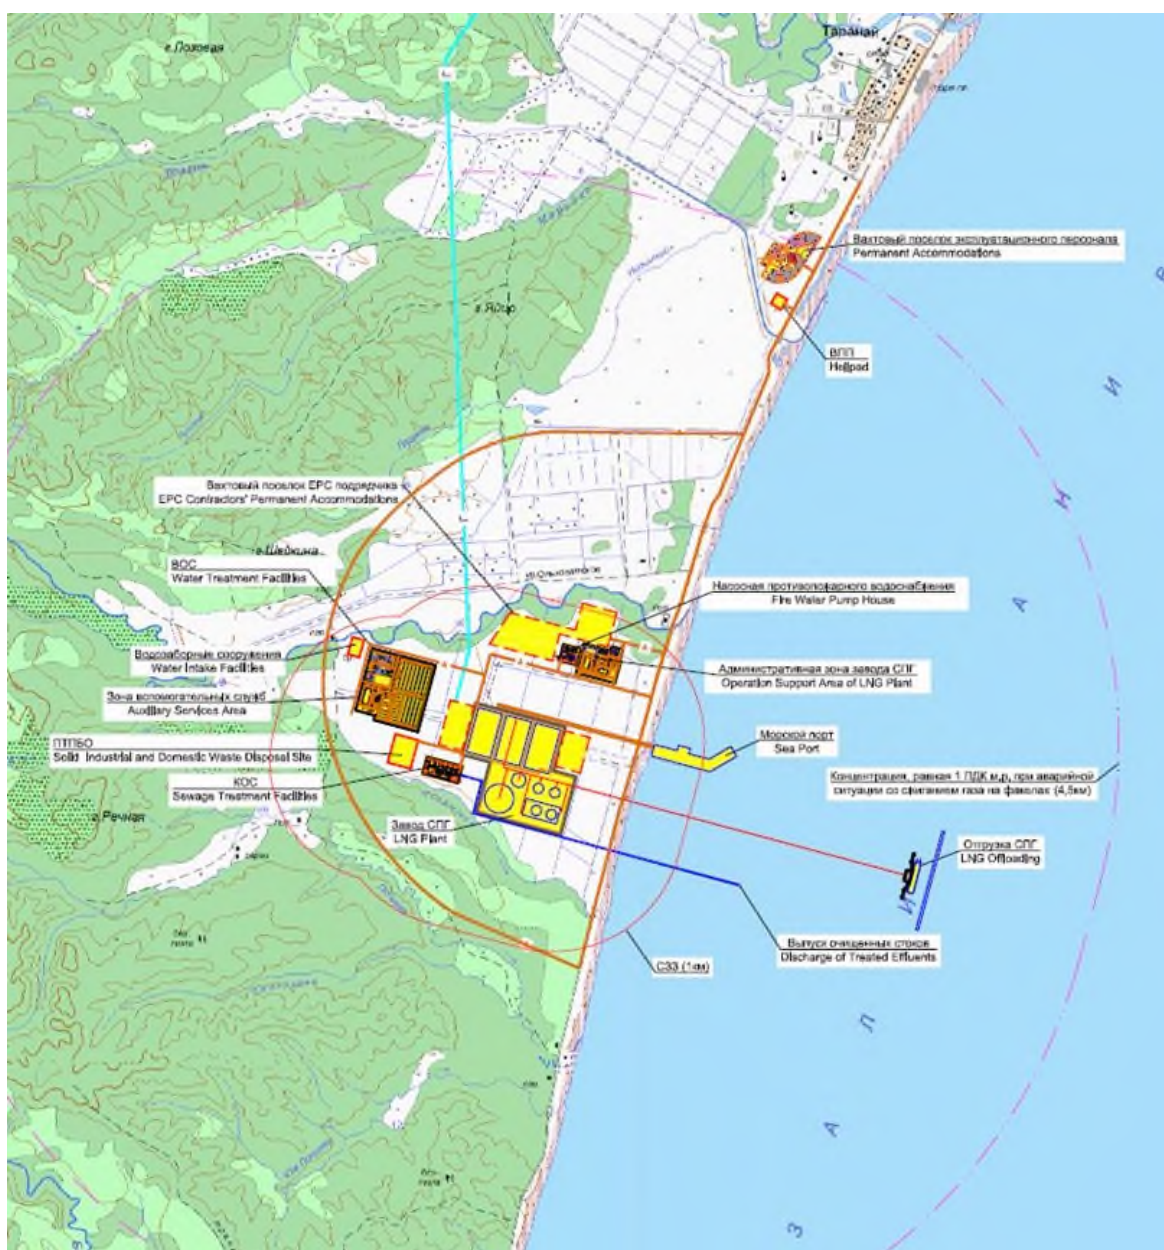 г.Лозовая
Таранай
Вахтовый поселок эксплуатационного персонала
Permanent Accommodations
г.Яйцо
ВПП
Helipad
Вахтовый поселок EPC подрядчика
EPC Contractors' Permanent Accommodations
г.Шейкина
ВОС
Water Treatment Facilities
Насосная противопожарного водоснабжения
Fire Water Pump House
Водозаборные сооружения
Water Intake Facilities
Административная зона завода СПГ
Operation Support Area of LNG Plant
Зона вспомогательных служб
Auxiliary Services Area
Морской порт
Sea Port
ПТПБО
Solid Industrial and Domestic Waste Disposal Site
Концентрация, равная 1 ПДК м.р, при аварийной
ситуации со сжиганием газа на факелах (4,5км)
КОС
Sewage Treatment Facilities
г.Речная
Завод СПГ
LNG Plant
Отгрузка СПГ
LNG Offloading
Выпуск очищенных стоков
Discharge of Treated Effluents
СЗЗ (1км)
ЗАЛИВ АНИВ